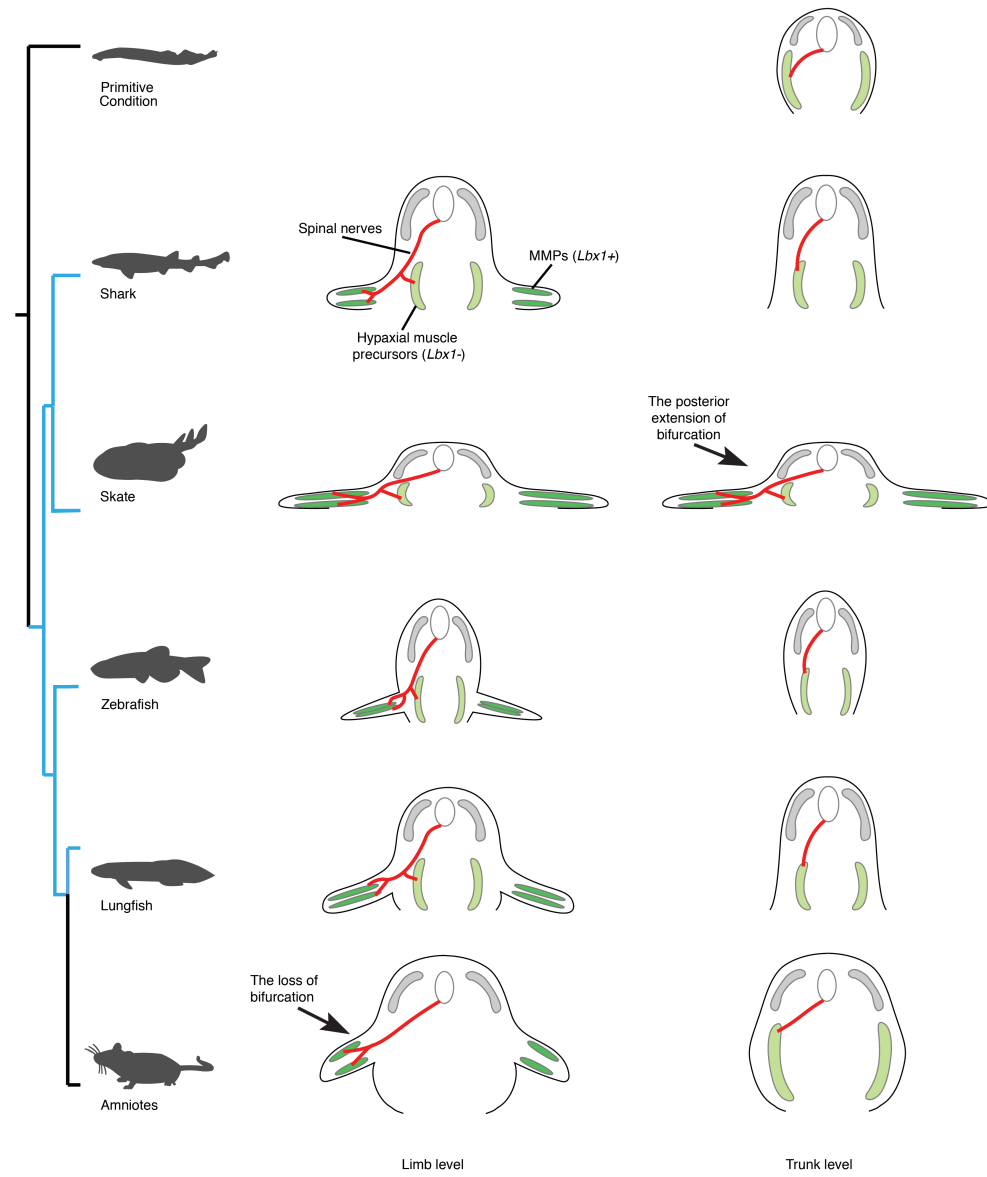 Primitive
Condition
Spinal nerves
MMPs (Lbx1+)
Shark
Hypaxial muscle
precursors (Lbx1-)
The posterior
extension of
bifurcation
Skate
Zebrafish
Lungfish
The loss of
bifurcation
Amniotes
Limb level
Trunk level